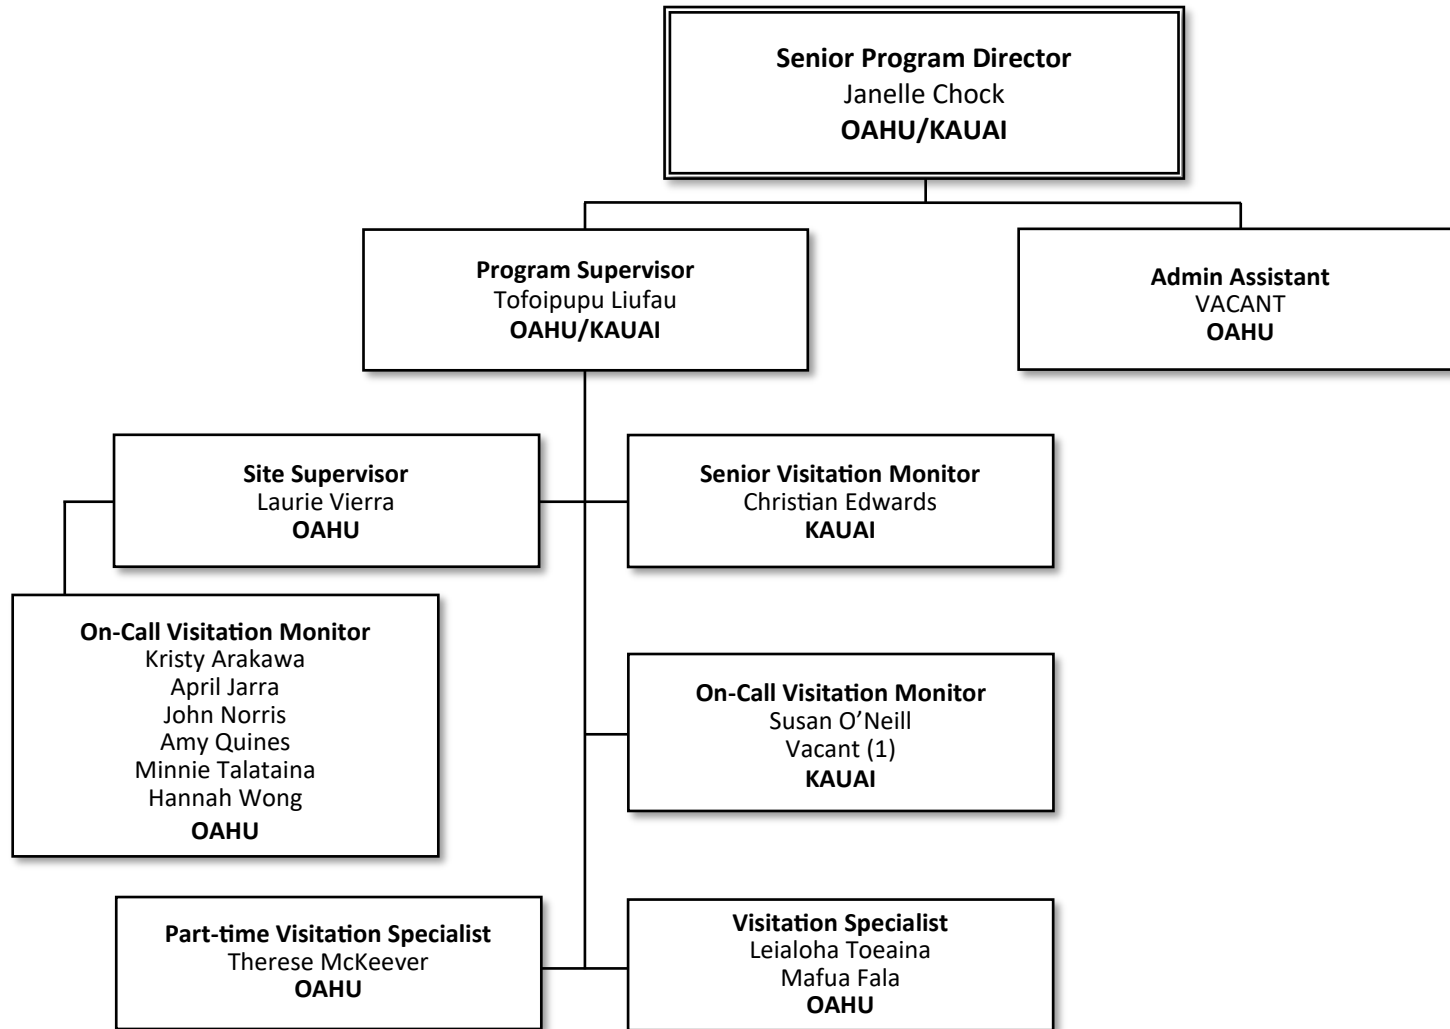 Senior Program Director
Janelle Chock
OAHU/KAUAI
Program Supervisor
Tofoipupu Liufau
OAHU/KAUAI
Admin Assistant
VACANT
OAHU
Site Supervisor
Laurie Vierra
OAHU
Senior Visitation Monitor
Christian Edwards
KAUAI
On-Call Visitation Monitor
Kristy Arakawa
April Jarra
John Norris
Amy Quines
Minnie Talataina
Hannah Wong
OAHU
On-Call Visitation Monitor
Susan O’Neill
Vacant (1)
KAUAI
Part-time Visitation Specialist
Therese McKeever
OAHU
Visitation Specialist
Leialoha Toeaina
Mafua Fala
OAHU